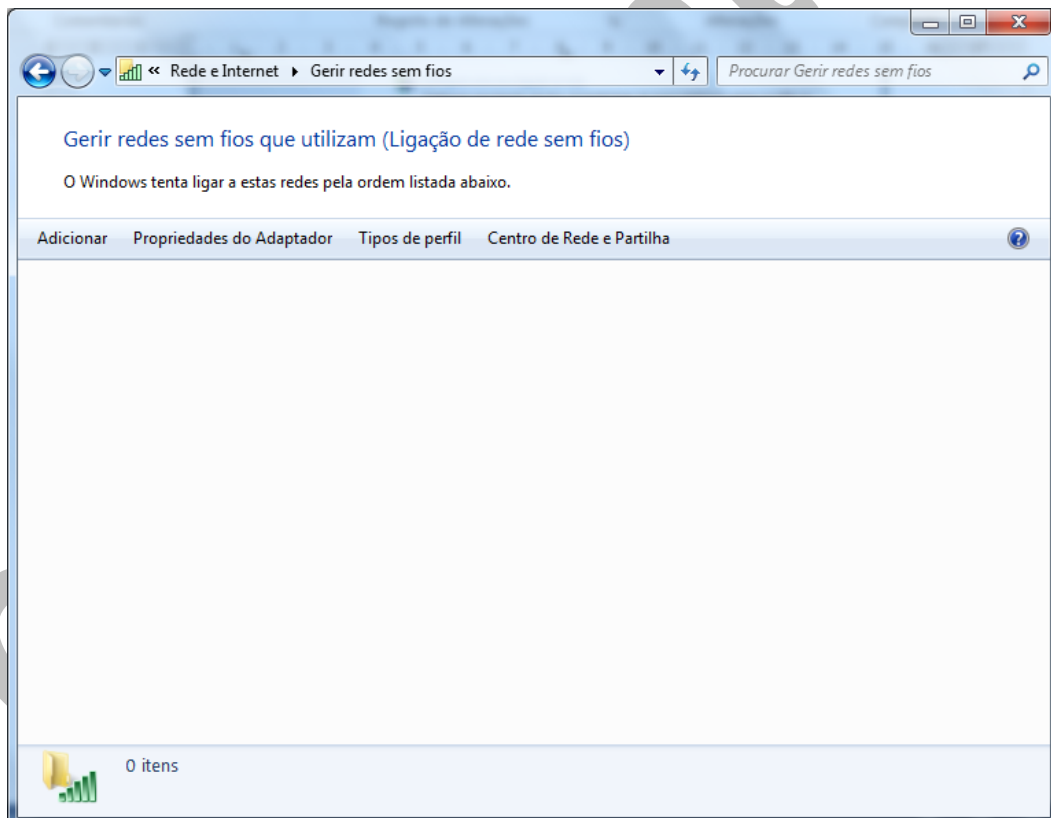 « Rede e Internet ▸ Gerir redes sem fios
Procurar Gerir redes sem fios
Gerir redes sem fios que utilizam (Ligação de rede sem fios)
O Windows tenta ligar a estas redes pela ordem listada abaixo.
Adicionar Propriedades do Adaptador Tipos de perfil Centro de Rede e Partilha
0 itens